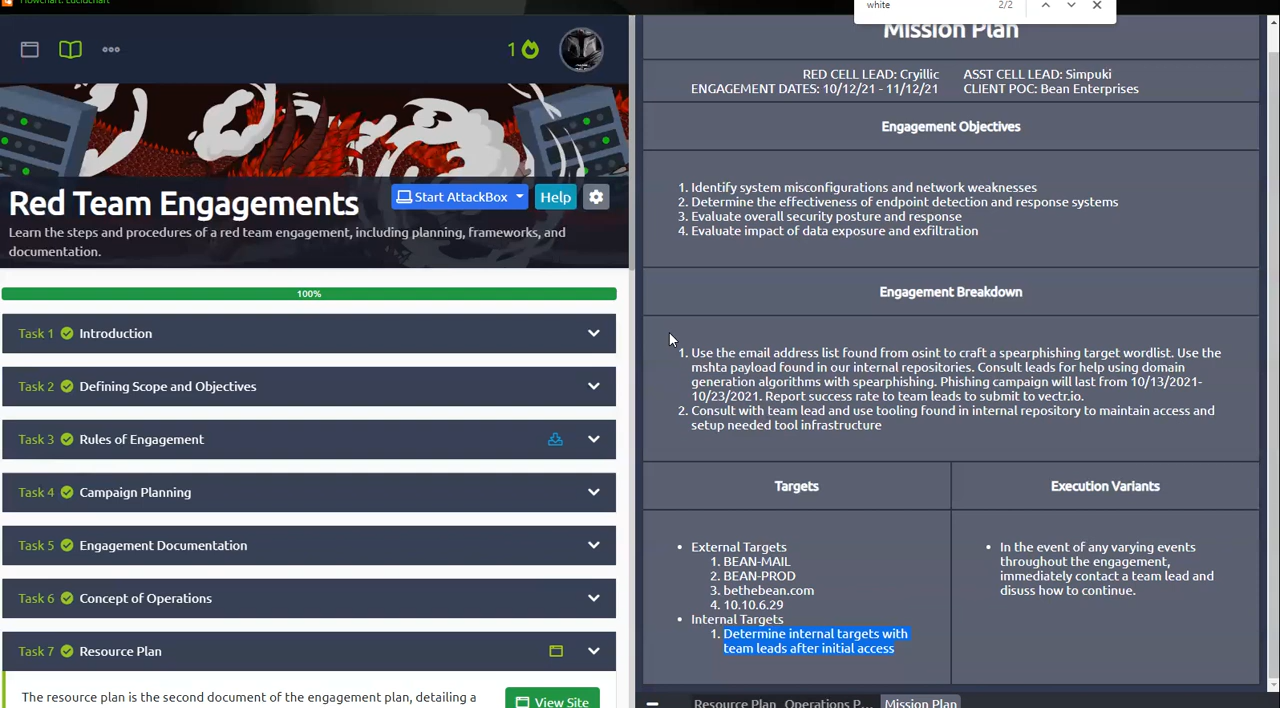 Flowchart: Lucidchart
white
2/2
1
Red Team Engagements
Start AttackBox
Help
Learn the steps and procedures of a red team engagement, including planning, frameworks, and
documentation.
100%
Task 1 Introduction
Task 2 Defining Scope and Objectives
Task 3 Rules of Engagement
Task 4 Campaign Planning
Task 5 Engagement Documentation
Task 6 Concept of Operations
Task 7 Resource Plan
The resource plan is the second document of the engagement plan, detailing a
View Site
Mission Plan
RED CELL LEAD: Cryillic
ENGAGEMENT DATES: 10/12/21 - 11/12/21
ASST CELL LEAD: Simpuki
CLIENT POC: Bean Enterprises
Engagement Objectives
1. Identify system misconfigurations and network weaknesses
2. Determine the effectiveness of endpoint detection and response systems
3. Evaluate overall security posture and response
4. Evaluate impact of data exposure and exfiltration
Engagement Breakdown
1. Use the email address list found from osint to craft a spearphishing target wordlist. Use the
mshta payload found in our internal repositories. Consult leads for help using domain
generation algorithms with spearphishing. Phishing campaign will last from 10/13/2021-
10/23/2021. Report success rate to team leads to submit to vectr.io.
2. Consult with team lead and use tooling found in internal repository to maintain access and
setup needed tool infrastructure
Targets
• External Targets
1. BEAN-MAIL
2. BEAN-PROD
3. bethebean.com
4. 10.10.6.29
• Internal Targets
1. Determine internal targets with
team leads after initial access
Execution Variants
• In the event of any varying events
throughout the engagement,
immediately contact a team lead and
disuss how to continue.
Resource Plan
Operations P...
Mission Plan